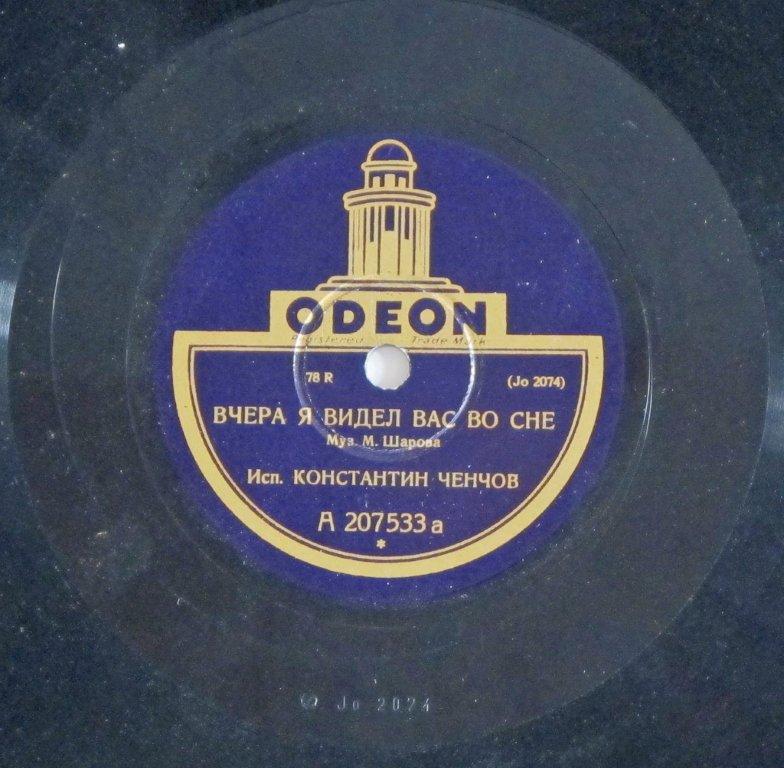 ODEON
Registered Trade Mark
78 R (Jo 2074)
ВЧЕРА Я ВИДЕЛ ВАС ВО СНЕ
Муз. М. Шарова
Исп. КОНСТАНТИН ЧЕНЧОВ
A 207533 a
*
Jo 2074